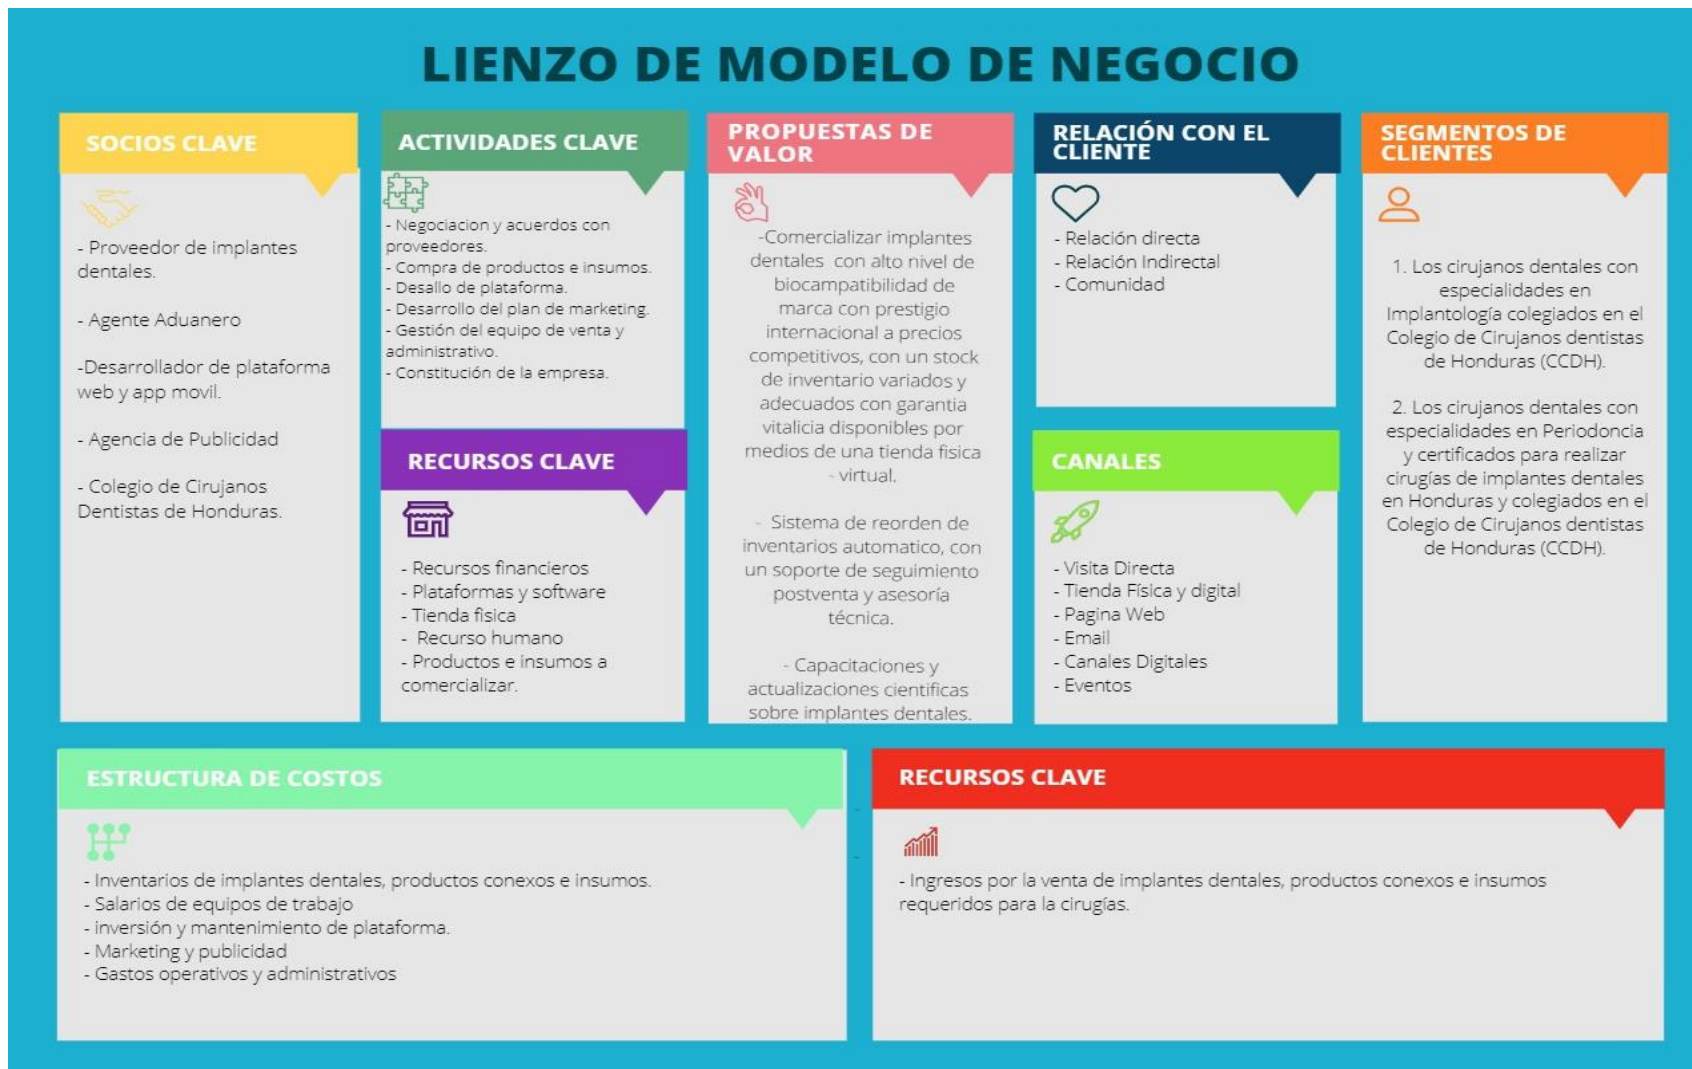 LIENZO DE MODELO DE NEGOCIO
SOCIOS CLAVE
- Proveedor de implantes
dentales.
- Agente Aduanero
-Desarrollador de plataforma
web y app movil.
- Agencia de Publicidad
- Colegio de Cirujanos
Dentistas de Honduras.
ACTIVIDADES CLAVE
- Negociacion y acuerdos con
proveedores.
- Compra de productos e insumos.
- Desallo de plataforma.
- Desarrollo del plan de marketing.
- Gestión del equipo de venta y
administrativo.
- Constitución de la empresa.
RECURSOS CLAVE
- Recursos financieros
- Plataformas y software
- Tienda fisica
- Recurso humano
- Productos e insumos a
comercializar.
PROPUESTAS DE
VALOR
-Comercializar implantes
dentales con alto nivel de
biocampatibilidad de
marca con prestigio
internacional a precios
competitivos, con un stock
de inventario variados y
adecuados con garantia
vitalicia disponibles por
medios de una tienda fisica
- virtual.
- Sistema de reorden de
inventarios automatico, con
un soporte de seguimiento
postventa y asesoría
técnica.
- Capacitaciones y
actualizaciones cientificas
sobre implantes dentales.
RELACIÓN CON EL
CLIENTE
- Relación directa
- Relación Indirectal
- Comunidad
CANALES
- Visita Directa
- Tienda Física y digital
- Pagina Web
- Email
- Canales Digitales
- Eventos
SEGMENTOS DE
CLIENTES
1. Los cirujanos dentales con
especialidades en
Implantología colegiados en el
Colegio de Cirujanos dentistas
de Honduras (CCDH).
2. Los cirujanos dentales con
especialidades en Periodoncia
y certificados para realizar
cirugías de implantes dentales
en Honduras y colegiados en el
Colegio de Cirujanos dentistas
de Honduras (CCDH).
ESTRUCTURA DE COSTOS
- Inventarios de implantes dentales, productos conexos e insumos.
- Salarios de equipos de trabajo
- inversión y mantenimiento de plataforma.
- Marketing y publicidad
- Gastos operativos y administrativos
RECURSOS CLAVE
- Ingresos por la venta de implantes dentales, productos conexos e insumos
requeridos para la cirugías.